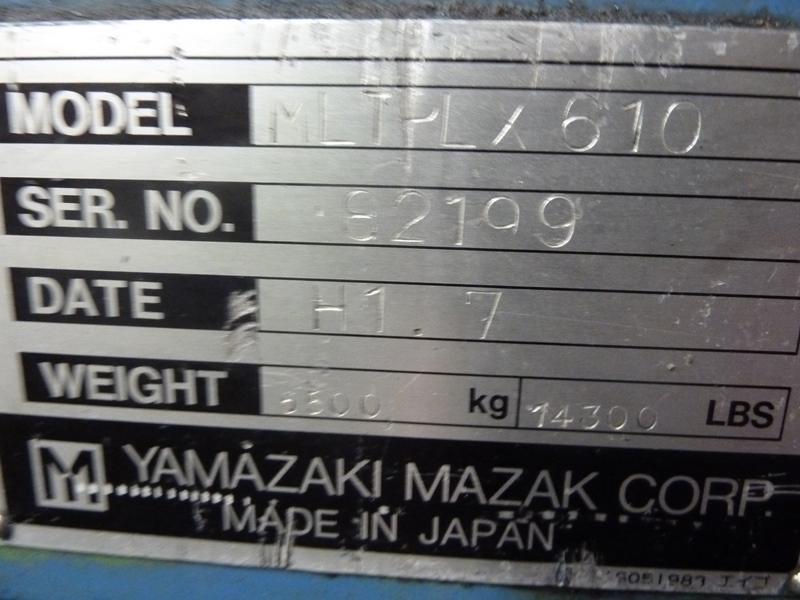 MODEL MLTPLX 610
SER. NO. 82199
DATE H1. 7
WEIGHT 6500 kg 14300 LBS
M YAMAZAKI MAZAK CORP.
MADE IN JAPAN